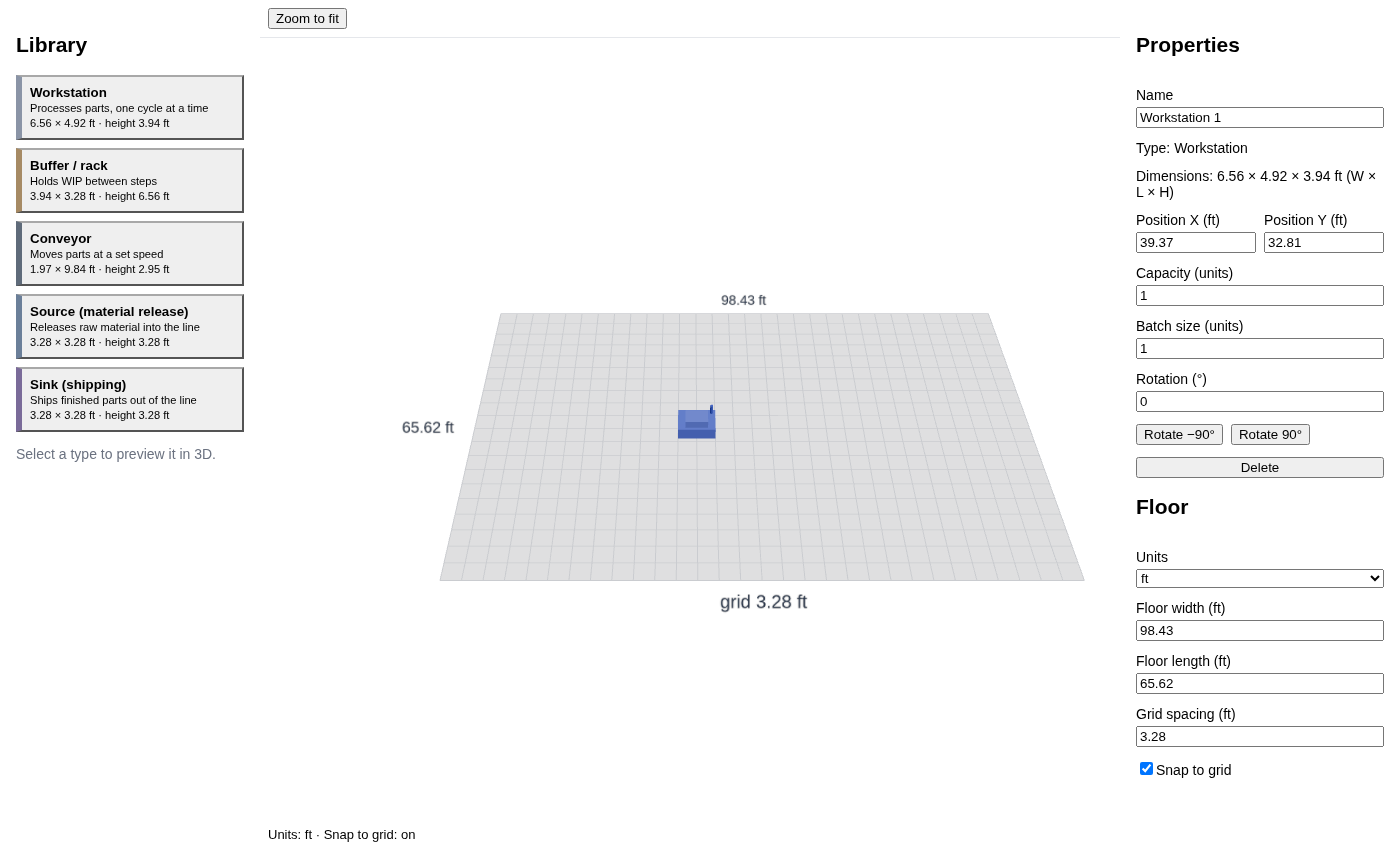 Zoom to fit
Library
Workstation
Processes parts, one cycle at a time
6.56 × 4.92 ft · height 3.94 ft
Buffer / rack
Holds WIP between steps
3.94 × 3.28 ft · height 6.56 ft
Conveyor
Moves parts at a set speed
1.97 × 9.84 ft · height 2.95 ft
Source (material release)
Releases raw material into the line
3.28 × 3.28 ft · height 3.28 ft
Sink (shipping)
Ships finished parts out of the line
3.28 × 3.28 ft · height 3.28 ft
Select a type to preview it in 3D.
98.43 ft
65.62 ft
grid 3.28 ft
Units: ft · Snap to grid: on
Properties
Name
Workstation 1
Type: Workstation
Dimensions: 6.56 × 4.92 × 3.94 ft (W ×
L × H)
Position X (ft) Position Y (ft)
39.37 32.81
Capacity (units)
1
Batch size (units)
1
Rotation (°)
0
Rotate −90° Rotate 90°
Delete
Floor
Units
ft
Floor width (ft)
98.43
Floor length (ft)
65.62
Grid spacing (ft)
3.28
Snap to grid